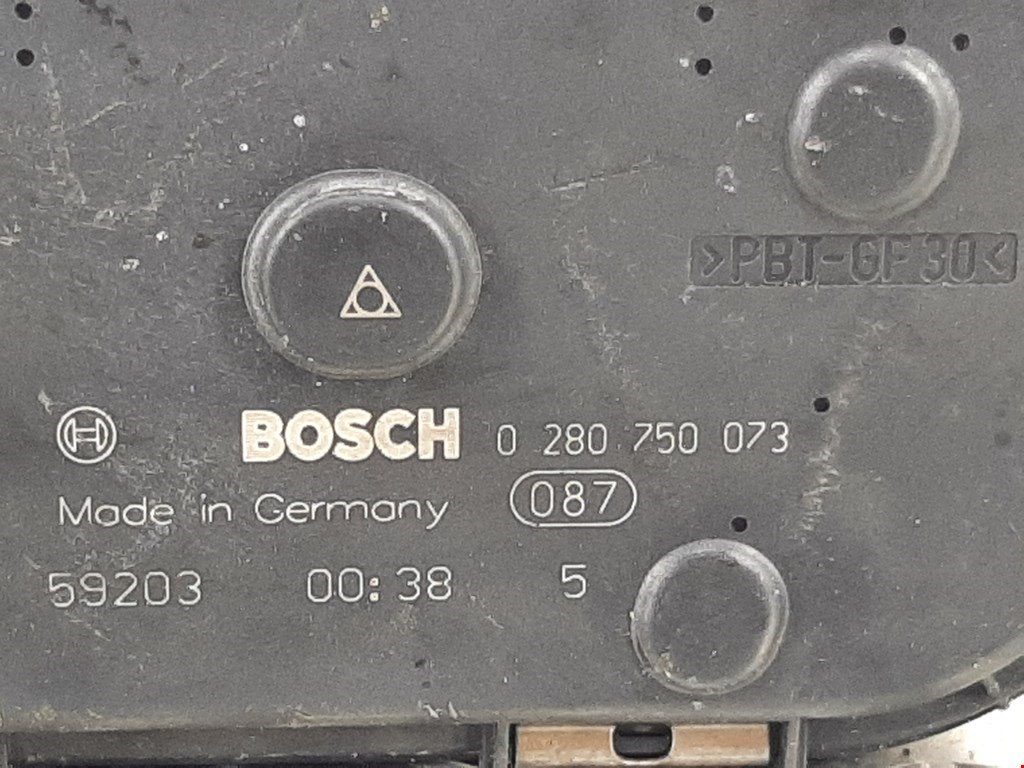 >PBT-GF30<
BOSCH 0 280 750 073
Made in Germany 087
59203 00:38 5